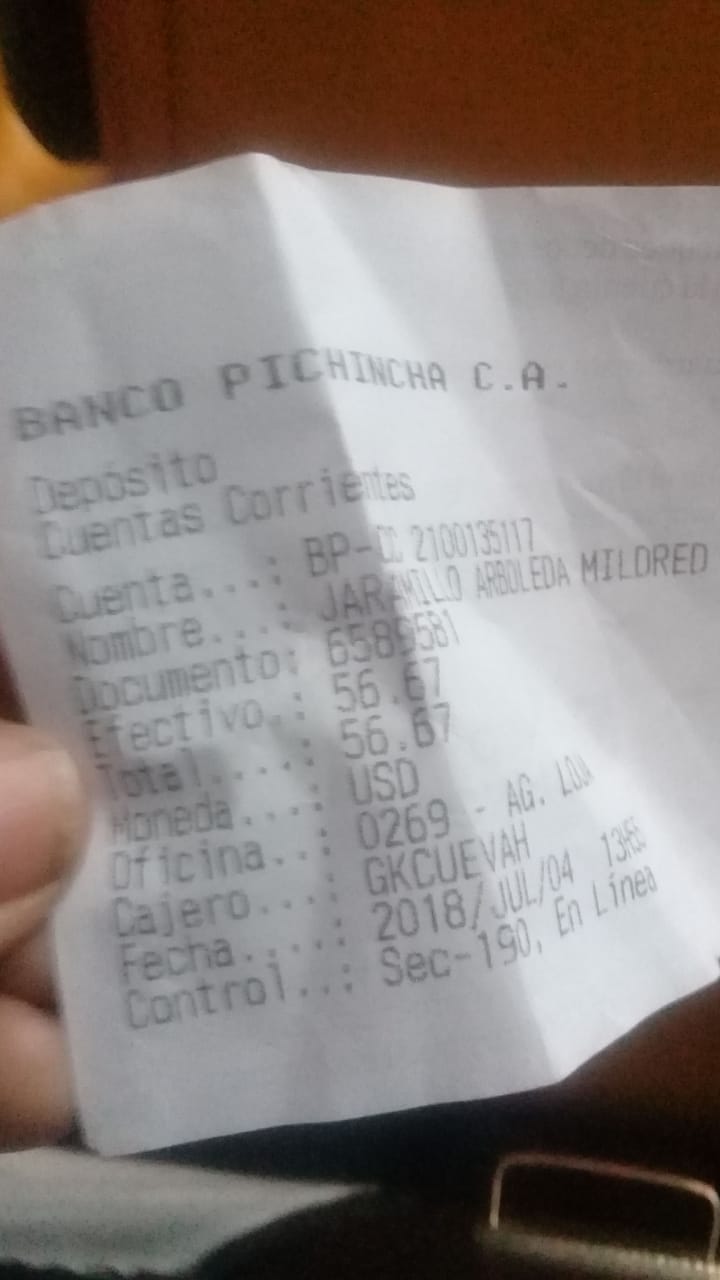 BANCO PICHINCHA C.A.
Depósito
Cuentas Corrientes
Cuenta...: BP-CC 2100135117
Nombre...: JARAMILLO ARBOLEDA MILDRED
Documento: 6589581
Efectivo.: 56.67
Total....: 56.67
Moneda...: USD
Oficina..: 0269 - AG. LOJA
Cajero...: GKCUEVAH
Fecha....: 2018/JUL/04
Control..: Sec-190, En Línea